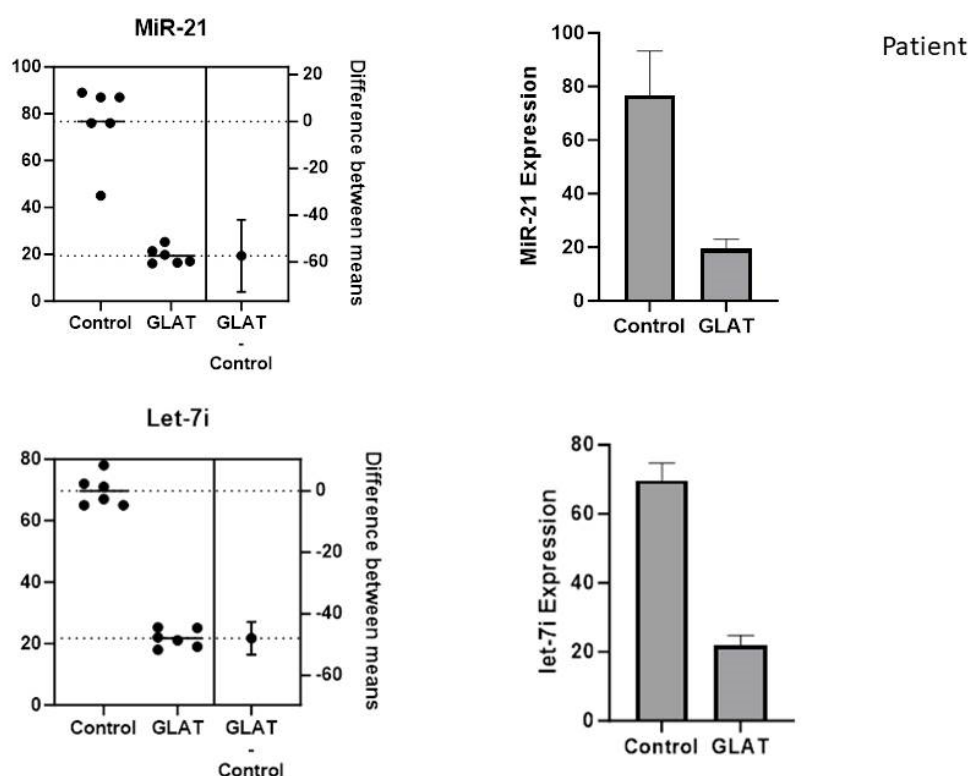 MiR-21
100
80
60
40
20
0
20
0
-20
-40
-60
Difference between means
Control GLAT GLAT
-
Control
MiR-21 Expression
100
80
60
40
20
0
Control GLAT
Patient
Let-7i
80
60
40
20
0
0
-20
-40
-60
Difference between means
Control GLAT GLAT
-
Control
let-7i Expression
80
60
40
20
0
Control GLAT